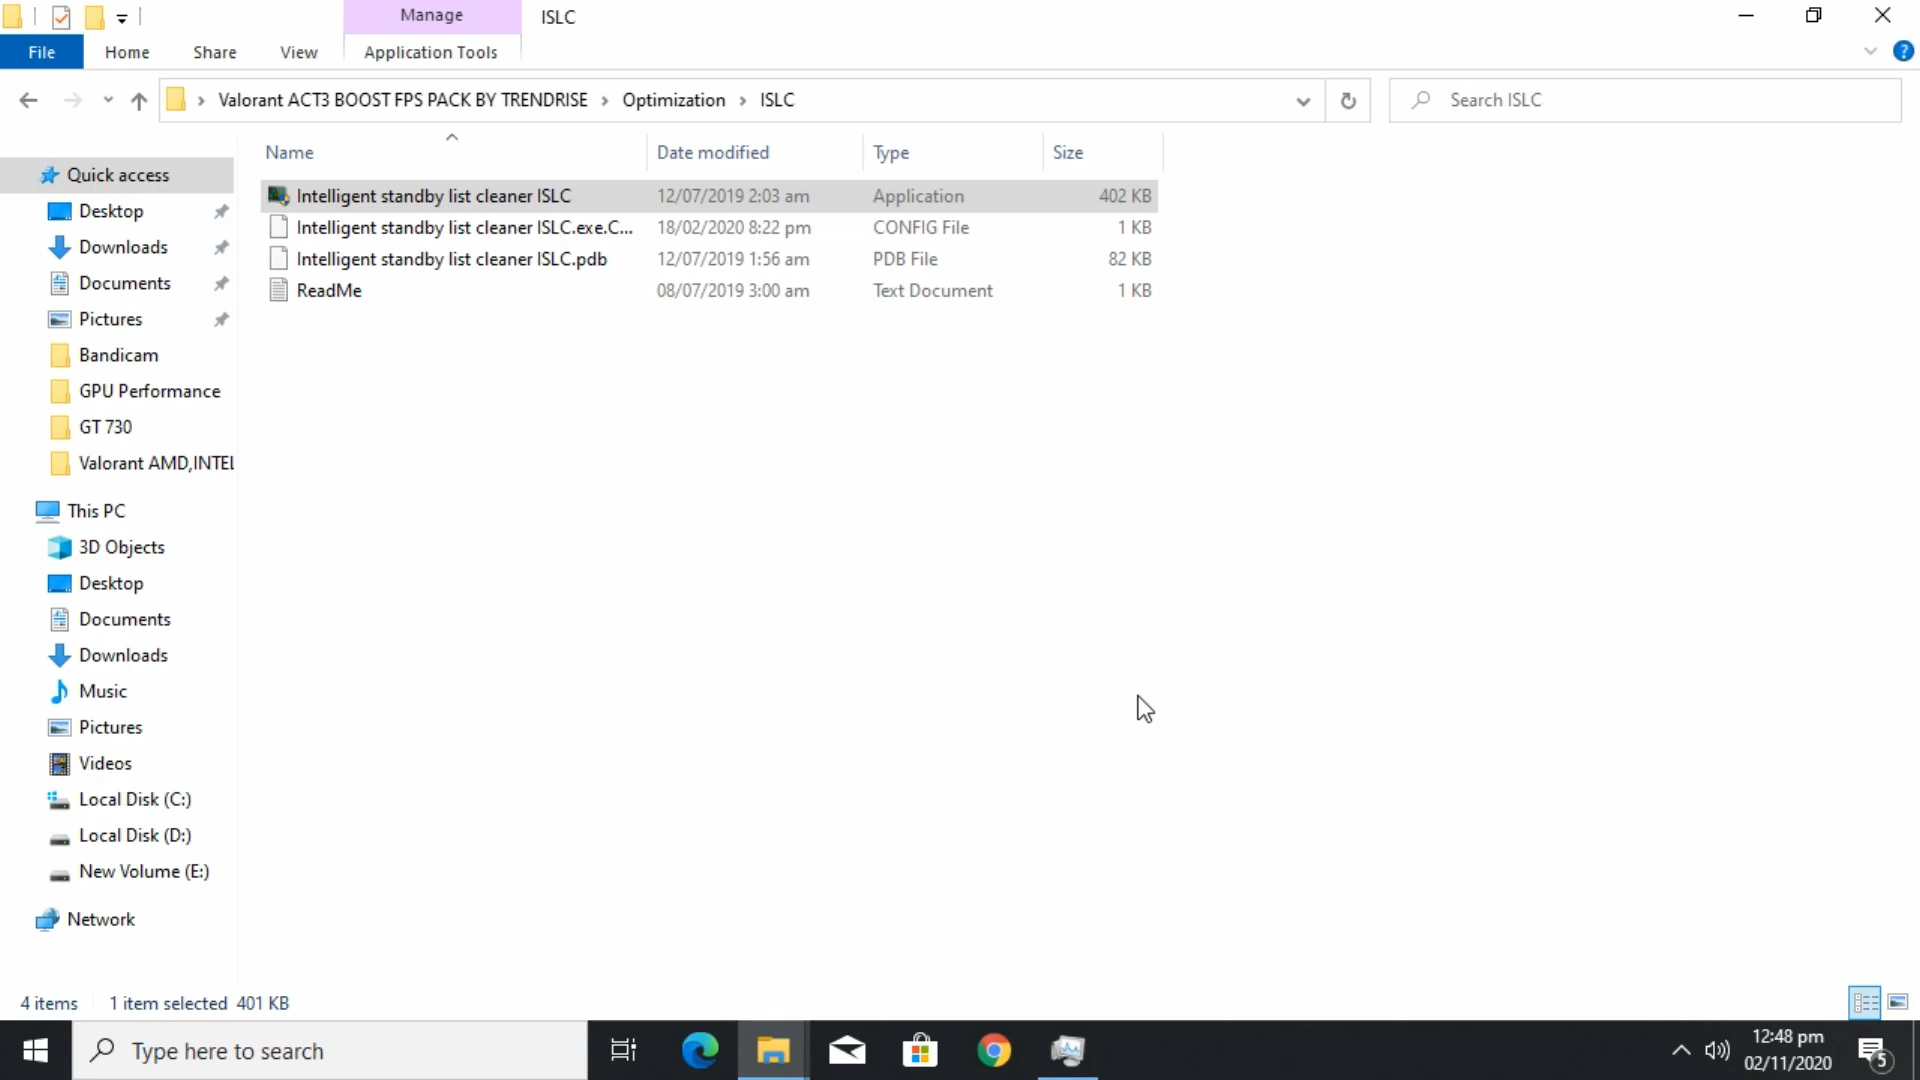 Manage
ISLC
File
Home
Share
View
Application Tools
?
Valorant ACT3 BOOST FPS PACK BY TRENDRISE
Optimization
ISLC
Search ISLC
Name
Date modified
Type
Size
Intelligent standby list cleaner ISLC
12/07/2019 2:03 am
Application
402 KB
Intelligent standby list cleaner ISLC.exe.C...
18/02/2020 8:22 pm
CONFIG File
1 KB
Intelligent standby list cleaner ISLC.pdb
12/07/2019 1:56 am
PDB File
82 KB
ReadMe
08/07/2019 3:00 am
Text Document
1 KB
Quick access
Desktop
Downloads
Documents
Pictures
Bandicam
GPU Performance
GT 730
Valorant AMD,INTEL
This PC
3D Objects
Desktop
Documents
Downloads
Music
Pictures
Videos
Local Disk (C:)
Local Disk (D:)
New Volume (E:)
Network
4 items
1 item selected 401 KB
Type here to search
12:48 pm
02/11/2020
5